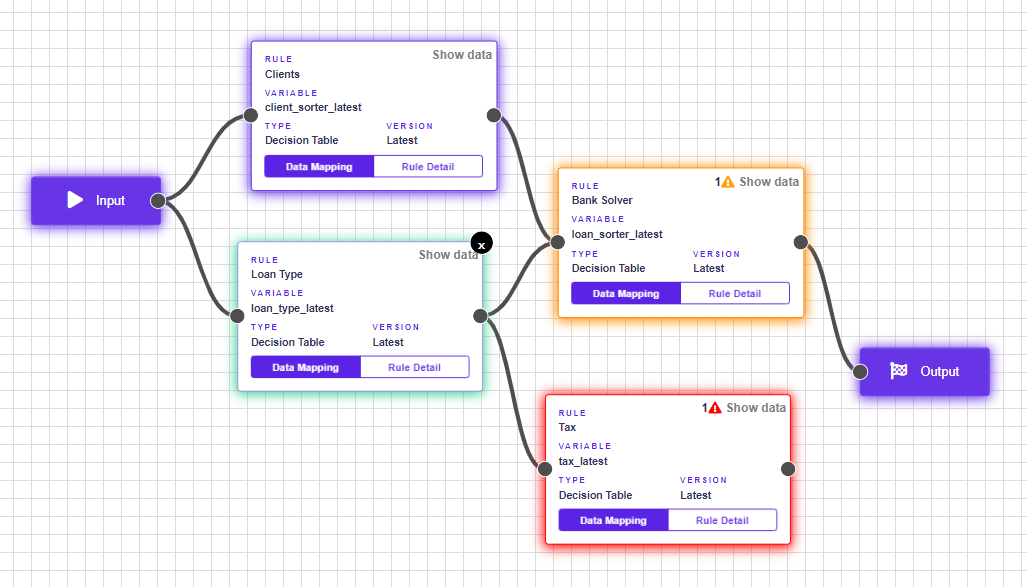 Input
Show data
RULE
Clients
VARIABLE
client_sorter_latest
TYPE VERSION
Decision Table Latest
Data Mapping Rule Detail
x
Show data
RULE
Loan Type
VARIABLE
loan_type_latest
TYPE VERSION
Decision Table Latest
Data Mapping Rule Detail
1 Show data
RULE
Bank Solver
VARIABLE
loan_sorter_latest
TYPE VERSION
Decision Table Latest
Data Mapping Rule Detail
1 Show data
RULE
Tax
VARIABLE
tax_latest
TYPE VERSION
Decision Table Latest
Data Mapping Rule Detail
Output